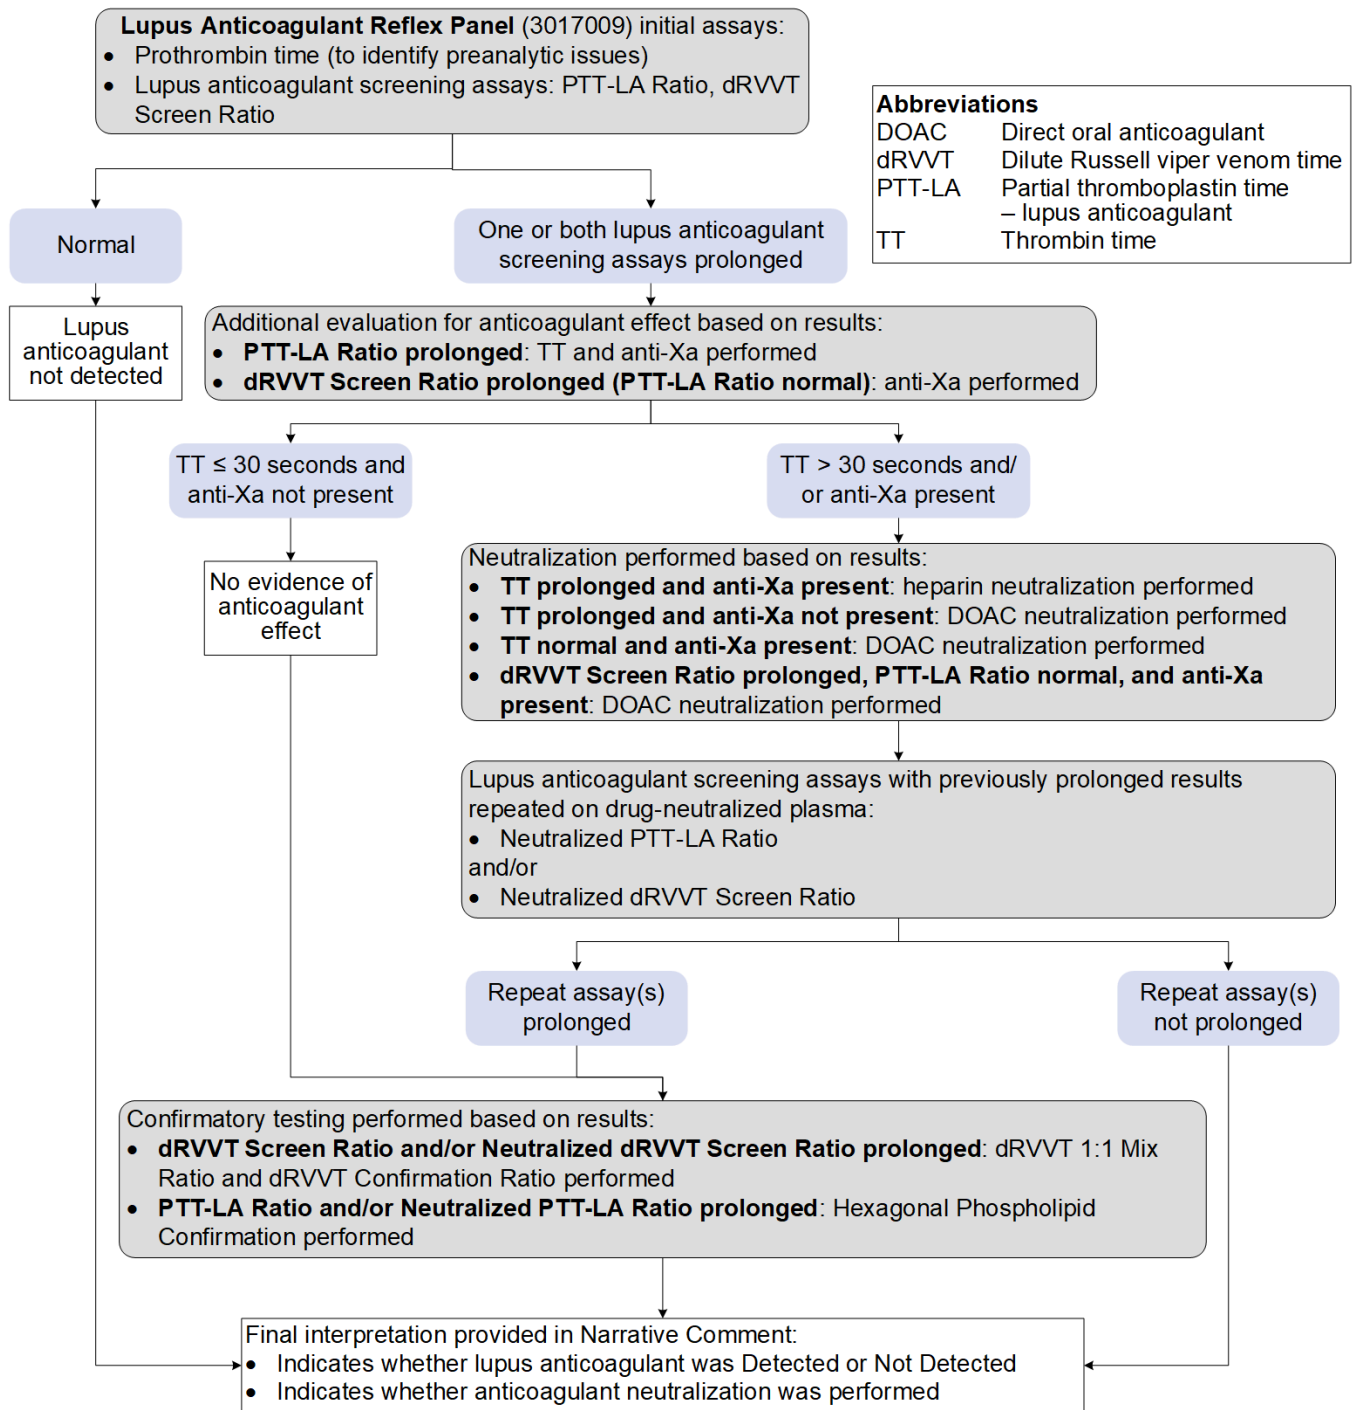 Lupus Anticoagulant Reflex Panel (3017009) initial assays:
• Prothrombin time (to identify preanalytic issues)
• Lupus anticoagulant screening assays: PTT-LA Ratio, dRVVT
Screen Ratio
Abbreviations
DOAC Direct oral anticoagulant
dRVVT Dilute Russell viper venom time
PTT-LA Partial thromboplastin time
– lupus anticoagulant
TT Thrombin time
Normal
One or both lupus anticoagulant
screening assays prolonged
Lupus
anticoagulant
not detected
Additional evaluation for anticoagulant effect based on results:
• PTT-LA Ratio prolonged: TT and anti-Xa performed
• dRVVT Screen Ratio prolonged (PTT-LA Ratio normal): anti-Xa performed
TT ≤ 30 seconds and
anti-Xa not present
TT > 30 seconds and/
or anti-Xa present
No evidence of
anticoagulant
effect
Neutralization performed based on results:
• TT prolonged and anti-Xa present: heparin neutralization performed
• TT prolonged and anti-Xa not present: DOAC neutralization performed
• TT normal and anti-Xa present: DOAC neutralization performed
• dRVVT Screen Ratio prolonged, PTT-LA Ratio normal, and anti-Xa
present: DOAC neutralization performed
Lupus anticoagulant screening assays with previously prolonged results
repeated on drug-neutralized plasma:
• Neutralized PTT-LA Ratio
and/or
• Neutralized dRVVT Screen Ratio
Repeat assay(s)
prolonged
Repeat assay(s)
not prolonged
Confirmatory testing performed based on results:
• dRVVT Screen Ratio and/or Neutralized dRVVT Screen Ratio prolonged: dRVVT 1:1 Mix
Ratio and dRVVT Confirmation Ratio performed
• PTT-LA Ratio and/or Neutralized PTT-LA Ratio prolonged: Hexagonal Phospholipid
Confirmation performed
Final interpretation provided in Narrative Comment:
• Indicates whether lupus anticoagulant was Detected or Not Detected
• Indicates whether anticoagulant neutralization was performed